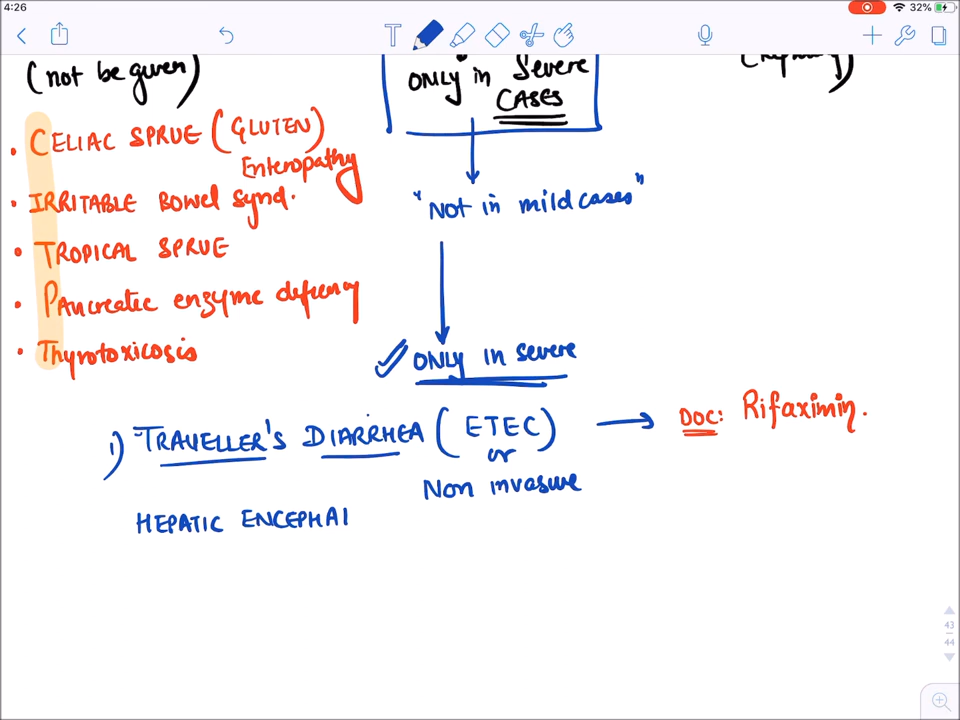 4:26
32%
T
(not be given)
ONLY in Severe
CASES
• CELIAC SPRUE (GLUTEN)
Enteropathy
• IRRITABLE BOWEL Synd.
• TROPICAL SPRUE
• PAncreatic enzyme deficiency
• Thyrotoxicosis
"Not in mild cases"
ONLY in severe
1) TRAVELLER'S DIARRHEA (ETEC) → DOC: Rifaximin.
or
Non invasive
HEPATIC ENCEPHAl
43
44